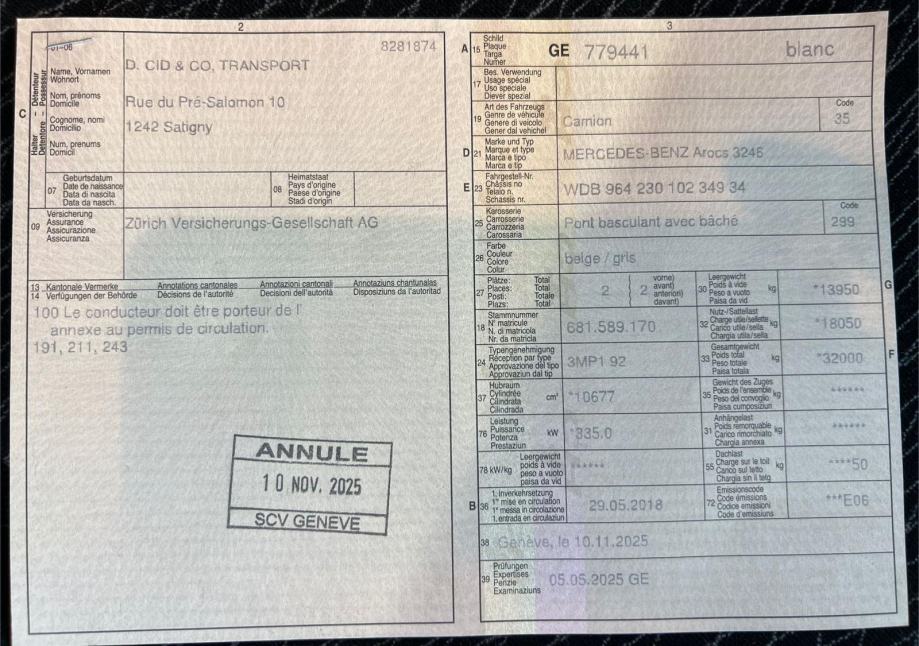 2
01-06
8281874
C
Halter – Détenteur
Detentore – Possessur
Name, Vornamen
Wohnort
Nom, prénoms
Domicile
Cognome, nomi
Domicilio
Num, prenums
Domicil
D. CID & CO, TRANSPORT
Rue du Pré-Salomon 10
1242 Satigny
07
Geburtsdatum
Date de naissance
Data di nascita
Data da nasch.
08
Heimatstaat
Pays d'origine
Paese d'origine
Stadi d'origin
09
Versicherung
Assurance
Assicurazione
Assicuranza
Zürich Versicherungs-Gesellschaft AG
13 Kantonale Vermerke
14 Verfügungen der Behörde
Annotations cantonales
Décisions de l'autorité
Annotazioni cantonali
Decisioni dell'autorità
Annotaziuns chantunales
Disposiziuns da l'autoritad
100 Le conducteur doit être porteur de l'
annexe au permis de circulation.
191, 211, 243
ANNULE
10 NOV. 2025
SCV GENEVE
3
A 15
Schild
Plaque
Targa
Numer
GE 779441 blanc
17
Bes. Verwendung
Usage spécial
Uso speciale
Diever spezial
19
Art des Fahrzeugs
Genre de véhicule
Genere di veicolo
Gener dal vehichel
Camion
Code
35
D 21
Marke und Typ
Marque et type
Marca e tipo
Marca e tip
MERCEDES-BENZ Arocs 3246
E 23
Fahrgestell-Nr.
Châssis no
Telaio n.
Schassis nr.
WDB 964 230 102 349 34
25
Karosserie
Carrosserie
Carrozzeria
Carossaria
Pont basculant avec bâché
Code
299
26
Farbe
Couleur
Colore
Colur
beige / gris
27
Plätze: Total
Places: Total
Posti: Totale
Plazs: Total
2
2
vorne)
avant)
anteriori)
davant)
30
Leergewicht
Poids à vide
Peso a vuoto
Paisa da vid
kg
*13950
G
18
Stammnummer
N° matricule
N. di matricola
Nr. da matricla
681.589.170
32
Nutz-/Sattellast
Charge utile/sellette
Carico utile/sella
Chargia utila/sella
kg
*18050
24
Typengenehmigung
Réception par type
Approvazione del tipo
Approvaziun dal tip
3MP1 92
33
Gesamtgewicht
Poids total
Peso totale
Paisa totala
kg
*32000
F
37
Hubraum
Cylindrée
Cilindrata
Cilindrada
cm³
*10677
35
Gewicht des Zuges
Poids de l'ensemble
Peso del convoglio
Paisa cumposiziun
kg
******
76
Leistung
Puissance
Potenza
Prestaziun
kW
*335.0
31
Anhängelast
Poids remorquable
Carico rimorchiato
Chargia annexa
kg
******
78 kW/kg
Leergewicht
poids à vide
peso a vuoto
paisa da vid
******
55
Dachlast
Charge sur le toit
Carico sul tetto
Chargia sin il tetg
kg
****50
B 36
1. Inverkehrsetzung
1re mise en circulation
1a messa in circolazione
1. entrada en circulaziun
29.05.2018
72
Emissionscode
Code émissions
Codice emissioni
Code d'emissiuns
***E06
38
Genève, le 10.11.2025
39
Prüfungen
Expertises
Perizie
Examinaziuns
05.05.2025 GE